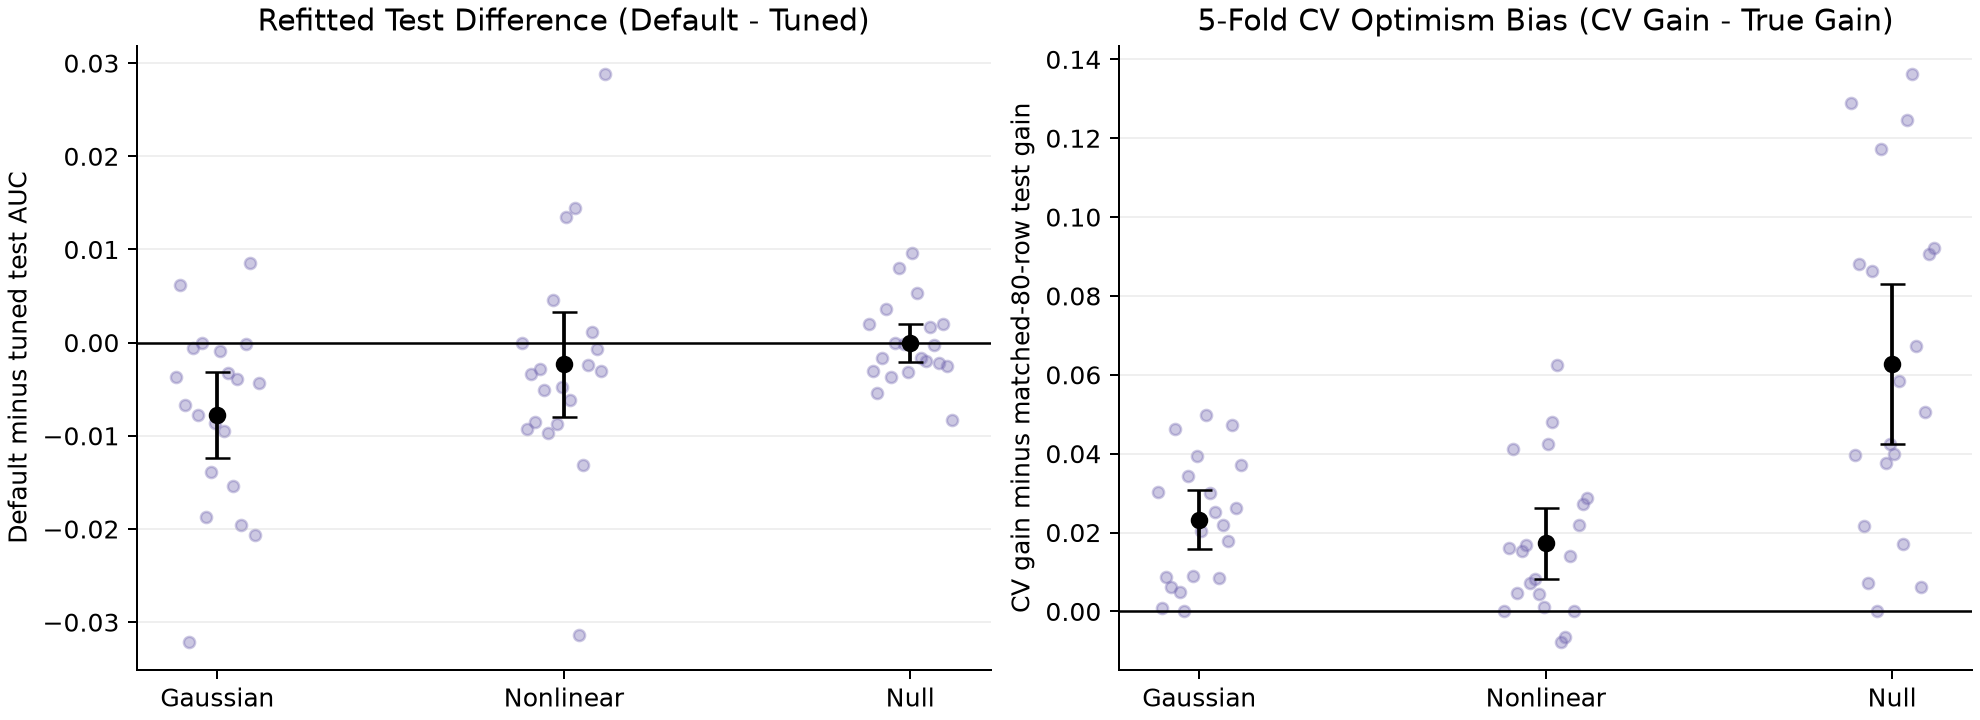 Refitted Test Difference (Default - Tuned)
Default minus tuned test AUC
0.03
0.02
0.01
0.00
−0.01
−0.02
−0.03
Gaussian
Nonlinear
Null
5-Fold CV Optimism Bias (CV Gain - True Gain)
CV gain minus matched-80-row test gain
0.14
0.12
0.10
0.08
0.06
0.04
0.02
0.00
Gaussian
Nonlinear
Null